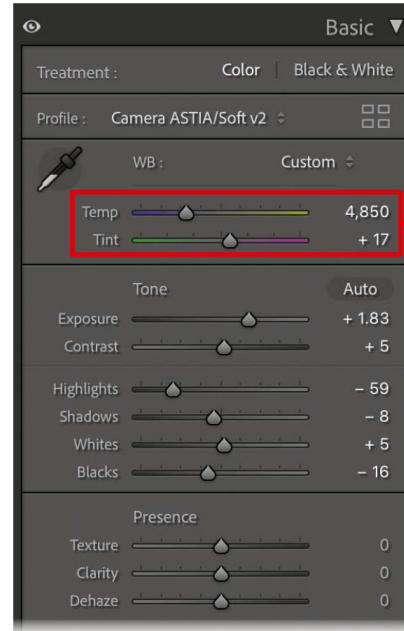 Basic
Treatment : Color | Black & White
Profile : Camera ASTIA/Soft v2
WB : Custom
Temp 4,850
Tint + 17
Tone Auto
Exposure + 1.83
Contrast + 5
Highlights – 59
Shadows – 8
Whites + 5
Blacks – 16
Presence
Texture 0
Clarity 0
Dehaze 0